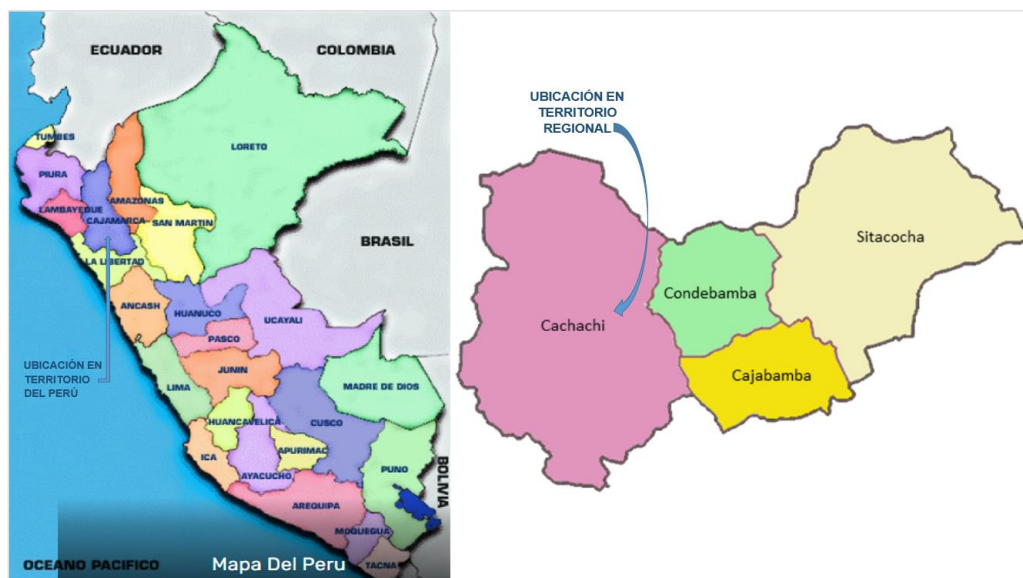 ECUADOR
COLOMBIA
TUMBES
LORETO
PIURA
AMAZONAS
LAMBAYEQUE
CAJAMARCA
SAN MARTIN
BRASIL
LA LIBERTAD
ANCASH
HUANUCO
UCAYALI
PASCO
UBICACIÓN EN
TERRITORIO
DEL PERÚ
JUNIN
LIMA
MADRE DE DIOS
HUANCAVELICA
CUSCO
ICA
APURIMAC
AYACUCHO
PUNO
BOLIVIA
AREQUIPA
MOQUEGUA
TACNA
OCEANO PACIFICO
Mapa Del Peru
UBICACIÓN EN
TERRITORIO
REGIONAL
Sitacocha
Condebamba
Cachachi
Cajabamba